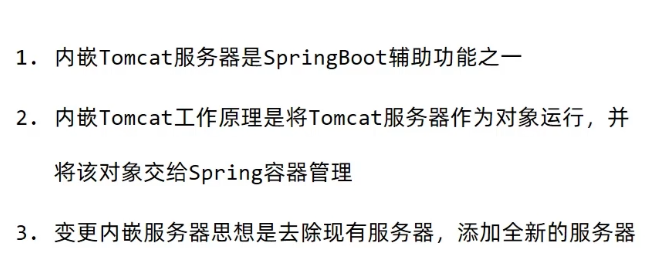 1. 内嵌Tomcat服务器是SpringBoot辅助功能之一
2. 内嵌Tomcat工作原理是将Tomcat服务器作为对象运行，并
将该对象交给Spring容器管理
3. 变更内嵌服务器思想是去除现有服务器，添加全新的服务器